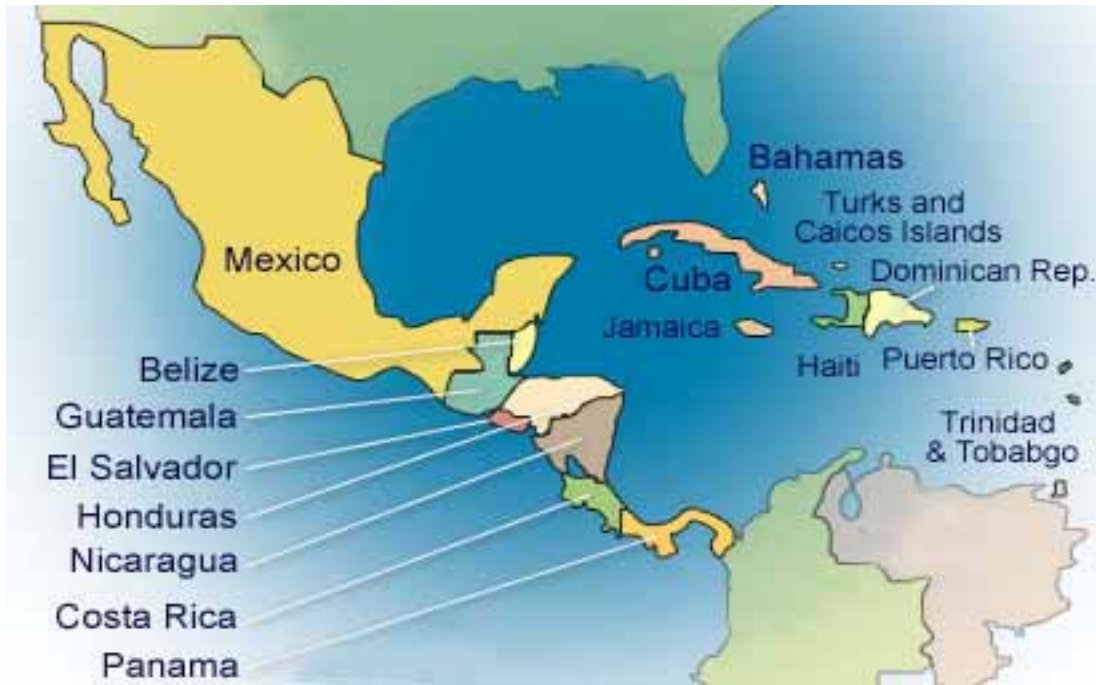 Bahamas
Turks and
Caicos Islands
Mexico
Cuba
Dominican Rep.
Jamaica
Haiti
Puerto Rico
Belize
Guatemala
Trinidad
& Tobabgo
El Salvador
Honduras
Nicaragua
Costa Rica
Panama